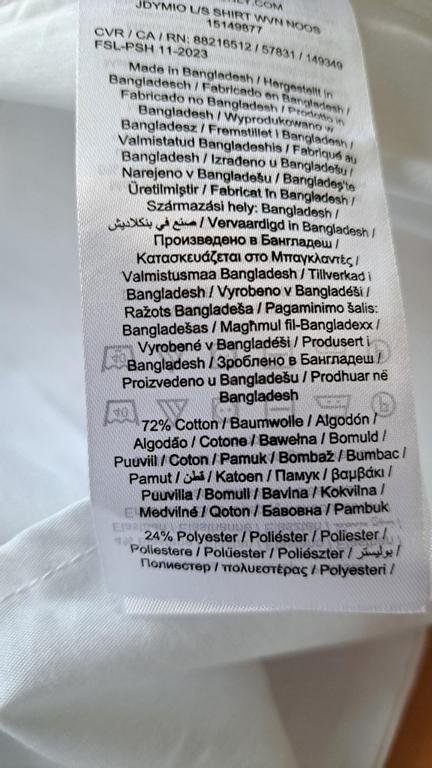 .COM
JDYMIO L/S SHIRT WVN NOOS
15149877
CVR / CA / RN: 88216512 / 57831 / 149349
FSL-PSH 11-2023
Made in Bangladesh / Hergestellt in
Bangladesch / Fabricado en Bangladesh /
Fabricado no Bangladesh / Prodotto in
Bangladesh / Wyprodukowano w
Bangladesz / Fremstillet i Bangladesh /
Valmistatud Bangladeshis / Fabriqué au
Bangladesh / Izrađeno u Bangladešu /
Narejeno v Bangladešu / Bangladeş'te
Üretilmiştir / Fabricat în Bangladesh /
Származási hely: Bangladesh /
صنع في بنكلاديش / Vervaardigd in Bangladesh /
Произведено в Бангладеш /
Κατασκευάζεται στο Μπαγκλαντές /
Valmistusmaa Bangladesh / Tillverkad i
Bangladesh / Vyrobeno v Bangladéši /
Ražots Bangladeša / Pagaminimo šalis:
Bangladešas / Magħmul fil-Bangladexx /
Vyrobené v Bangladéši / Produsert i
Bangladesh / Зроблено в Бангладеш /
Proizvedeno u Bangladešu / Prodhuar në
Bangladesh
72% Cotton / Baumwolle / Algodón /
Algodão / Cotone / Bawełna / Bomuld /
Puuvill / Coton / Pamuk / Bombaž / Bumbac /
Pamut / قطن / Katoen / Памук / βαμβάκι /
Puuvilla / Bomull / Bavlna / Kokvilna /
Medvilnė / Qoton / Бавовна / Pambuk
24% Polyester / Poliéster / Poliester /
Poliestere / Polüester / Poliészter / بوليستر /
Полиестер / πολυεστέρας / Polyesteri /